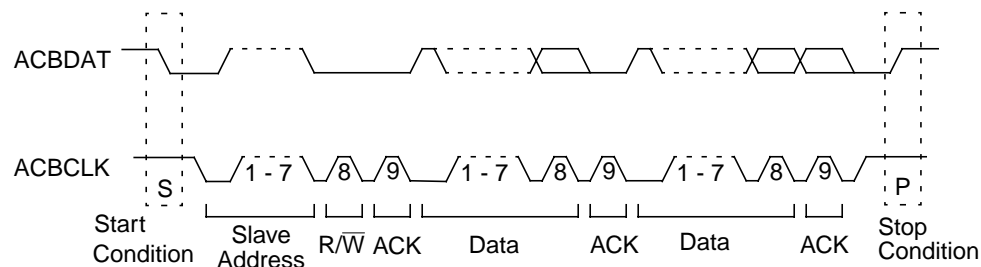 ACBDAT
ACBCLK
S
1 - 7
8
9
1 - 7
8
9
1 - 7
8
9
P
Start
Condition
Slave
Address
R/W̅
ACK
Data
ACK
Data
ACK
Stop
Condition